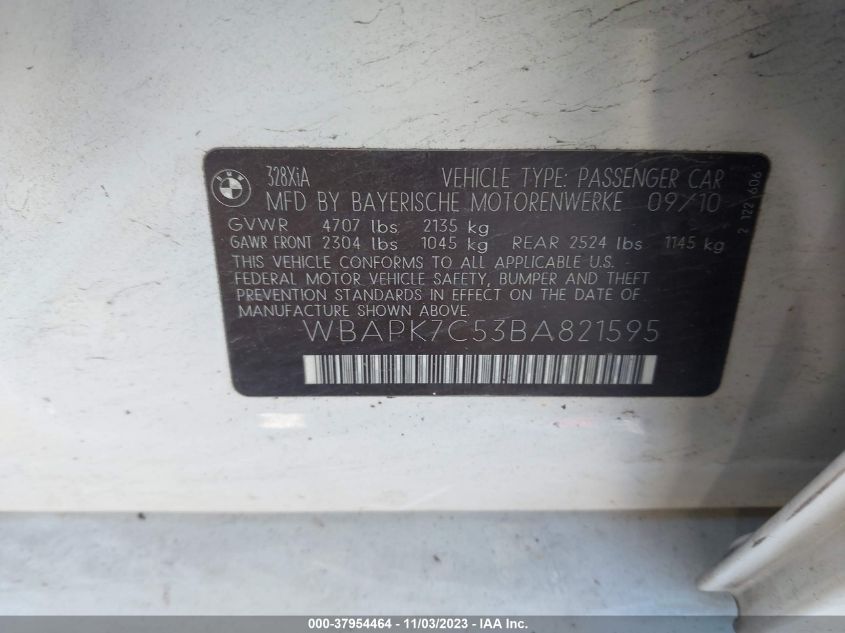 BMW
328XiA VEHICLE TYPE: PASSENGER CAR
MFD BY BAYERISCHE MOTORENWERKE 09/10
GVWR 4707 lbs 2135 kg
GAWR FRONT 2304 lbs 1045 kg REAR 2524 lbs 1145 kg
THIS VEHICLE CONFORMS TO ALL APPLICABLE U.S.
FEDERAL MOTOR VEHICLE SAFETY, BUMPER AND THEFT
PREVENTION STANDARDS IN EFFECT ON THE DATE OF
MANUFACTURE SHOWN ABOVE.
WBAPK7C53BA821595
2 122 606
000-37954464 - 11/03/2023 - IAA Inc.